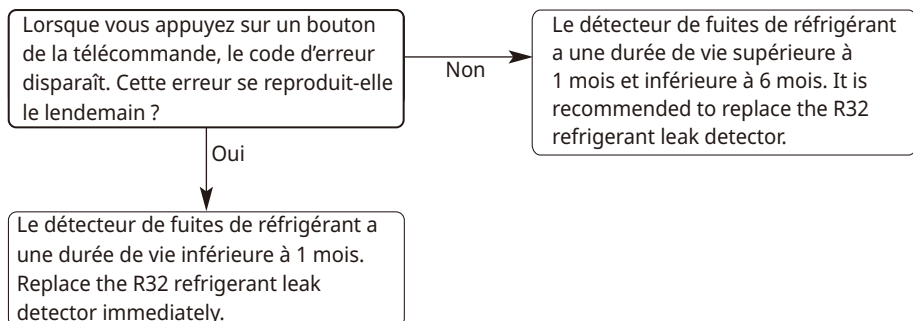 Lorsque vous appuyez sur un bouton
de la télécommande, le code d'erreur
disparaît. Cette erreur se reproduit-elle
le lendemain ?
Non
Le détecteur de fuites de réfrigérant
a une durée de vie supérieure à
1 mois et inférieure à 6 mois. It is
recommended to replace the R32
refrigerant leak detector.
Oui
Le détecteur de fuites de réfrigérant a
une durée de vie inférieure à 1 mois.
Replace the R32 refrigerant leak
detector immediately.